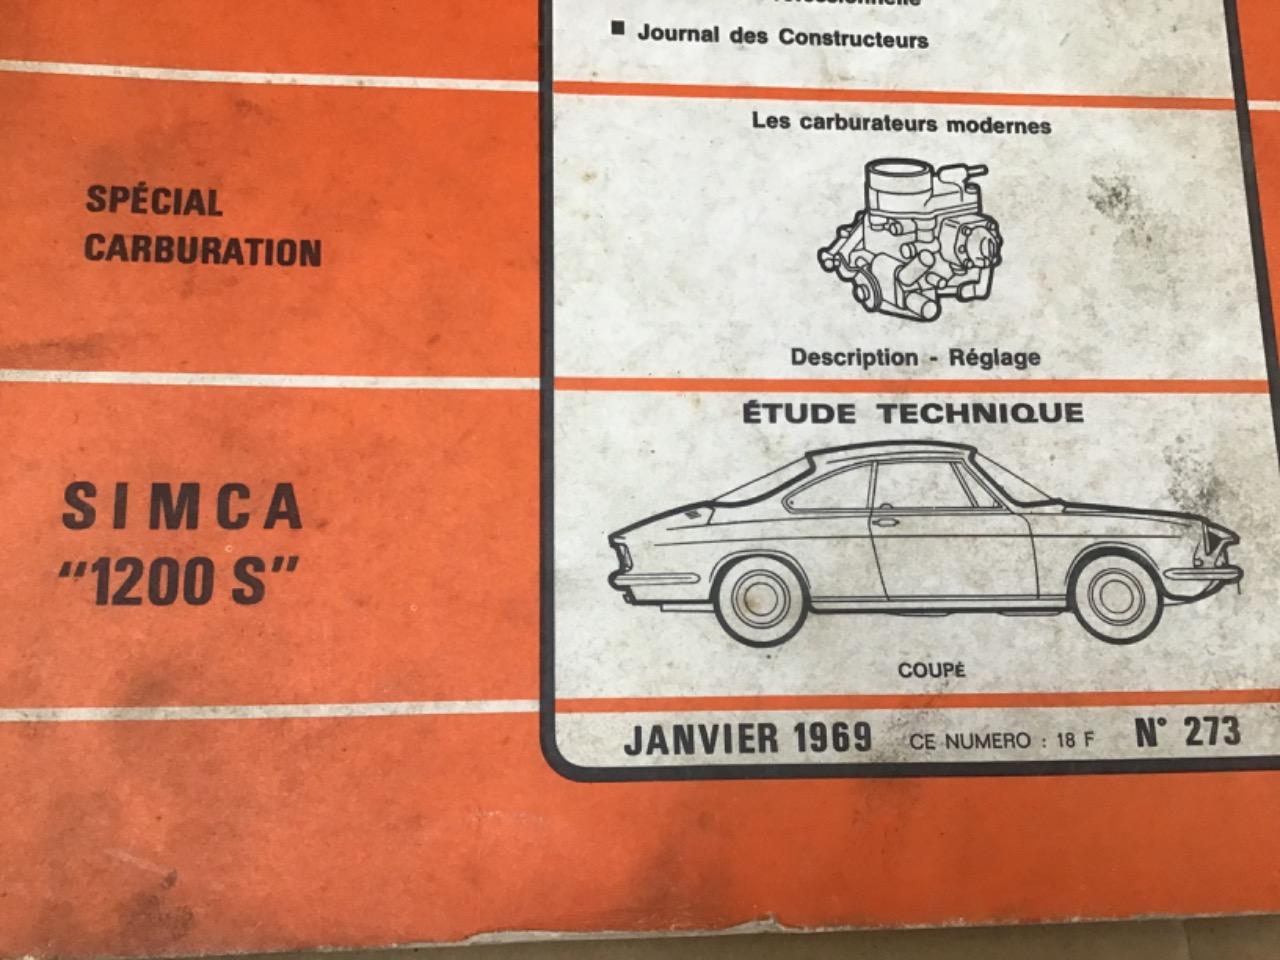 Journal des Constructeurs
SPÉCIAL
CARBURATION
Les carburateurs modernes
Description - Réglage
SIMCA
"1200 S"
ÉTUDE TECHNIQUE
COUPÉ
JANVIER 1969 CE NUMERO : 18 F N° 273